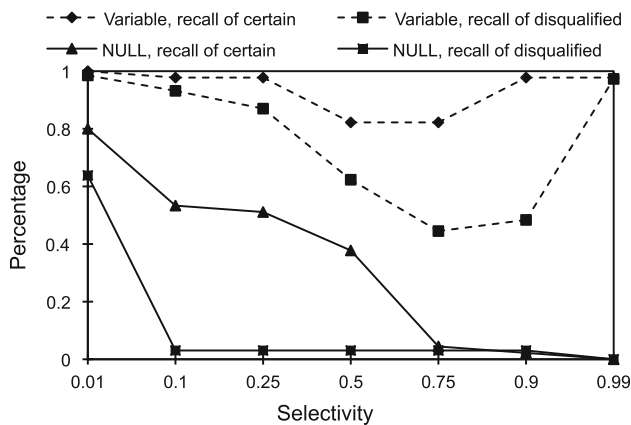 Variable, recall of certain
Variable, recall of disqualified
NULL, recall of certain
NULL, recall of disqualified
1
0.8
0.6
0.4
0.2
0
Percentage
0.01 0.1 0.25 0.5 0.75 0.9 0.99
Selectivity